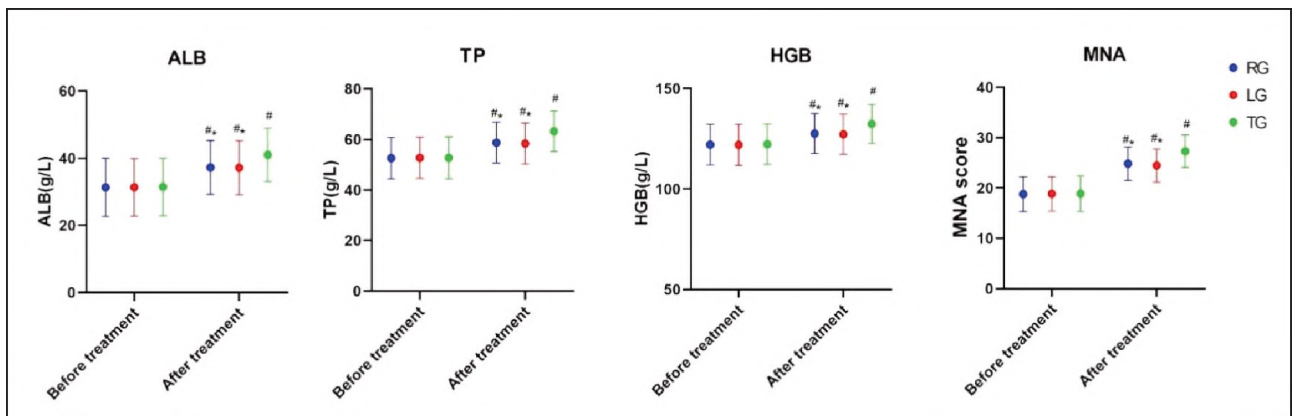 ALB
ALB(g/L)
60
40
20
0
#* #* #
Before treatment
After treatment
TP
TP(g/L)
80
60
40
20
0
#* #* #
Before treatment
After treatment
HGB
HGB(g/L)
150
100
50
#* #* #
Before treatment
After treatment
MNA
MNA score
40
30
20
10
0
#* #* #
Before treatment
After treatment
RG
LG
TG